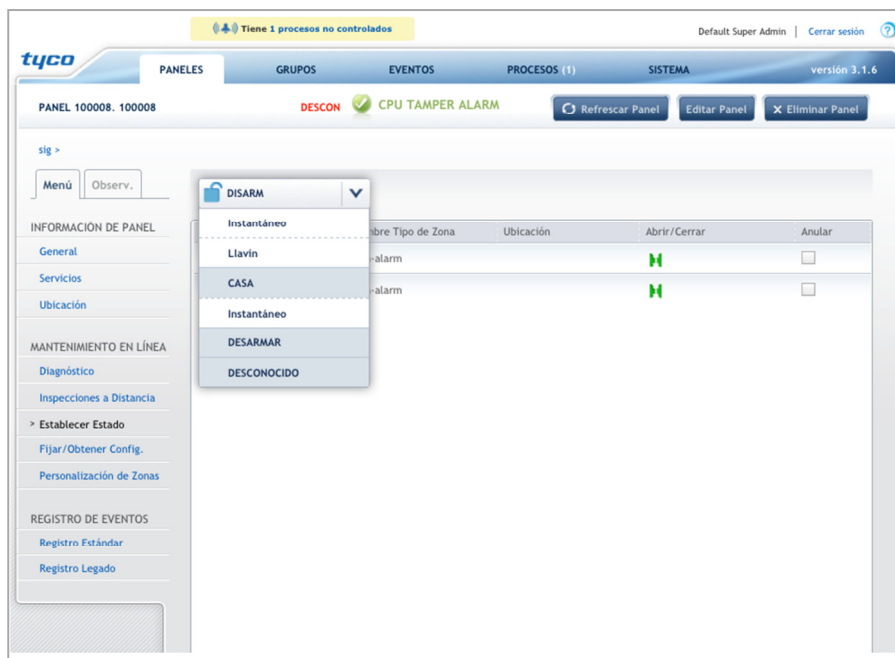 Tiene 1 procesos no controlados
Default Super Admin | Cerrar sesión ?
tyco
PANELES GRUPOS EVENTOS PROCESOS (1) SISTEMA versión 3.1.6
PANEL 100008. 100008 DESCON CPU TAMPER ALARM Refrescar Panel Editar Panel X Eliminar Panel
sig >
Menú Observ.
DISARM
INFORMACIÓN DE PANEL
Instantáneo
mbre Tipo de Zona Ubicación Abrir/Cerrar Anular
General
Llavin
-alarm
Servicios
CASA
-alarm
Ubicación
Instantáneo
MANTENIMIENTO EN LÍNEA
DESARMAR
Diagnóstico
DESCONOCIDO
Inspecciones a Distancia
> Establecer Estado
Fijar/Obtener Config.
Personalización de Zonas
REGISTRO DE EVENTOS
Registro Estándar
Registro Legado